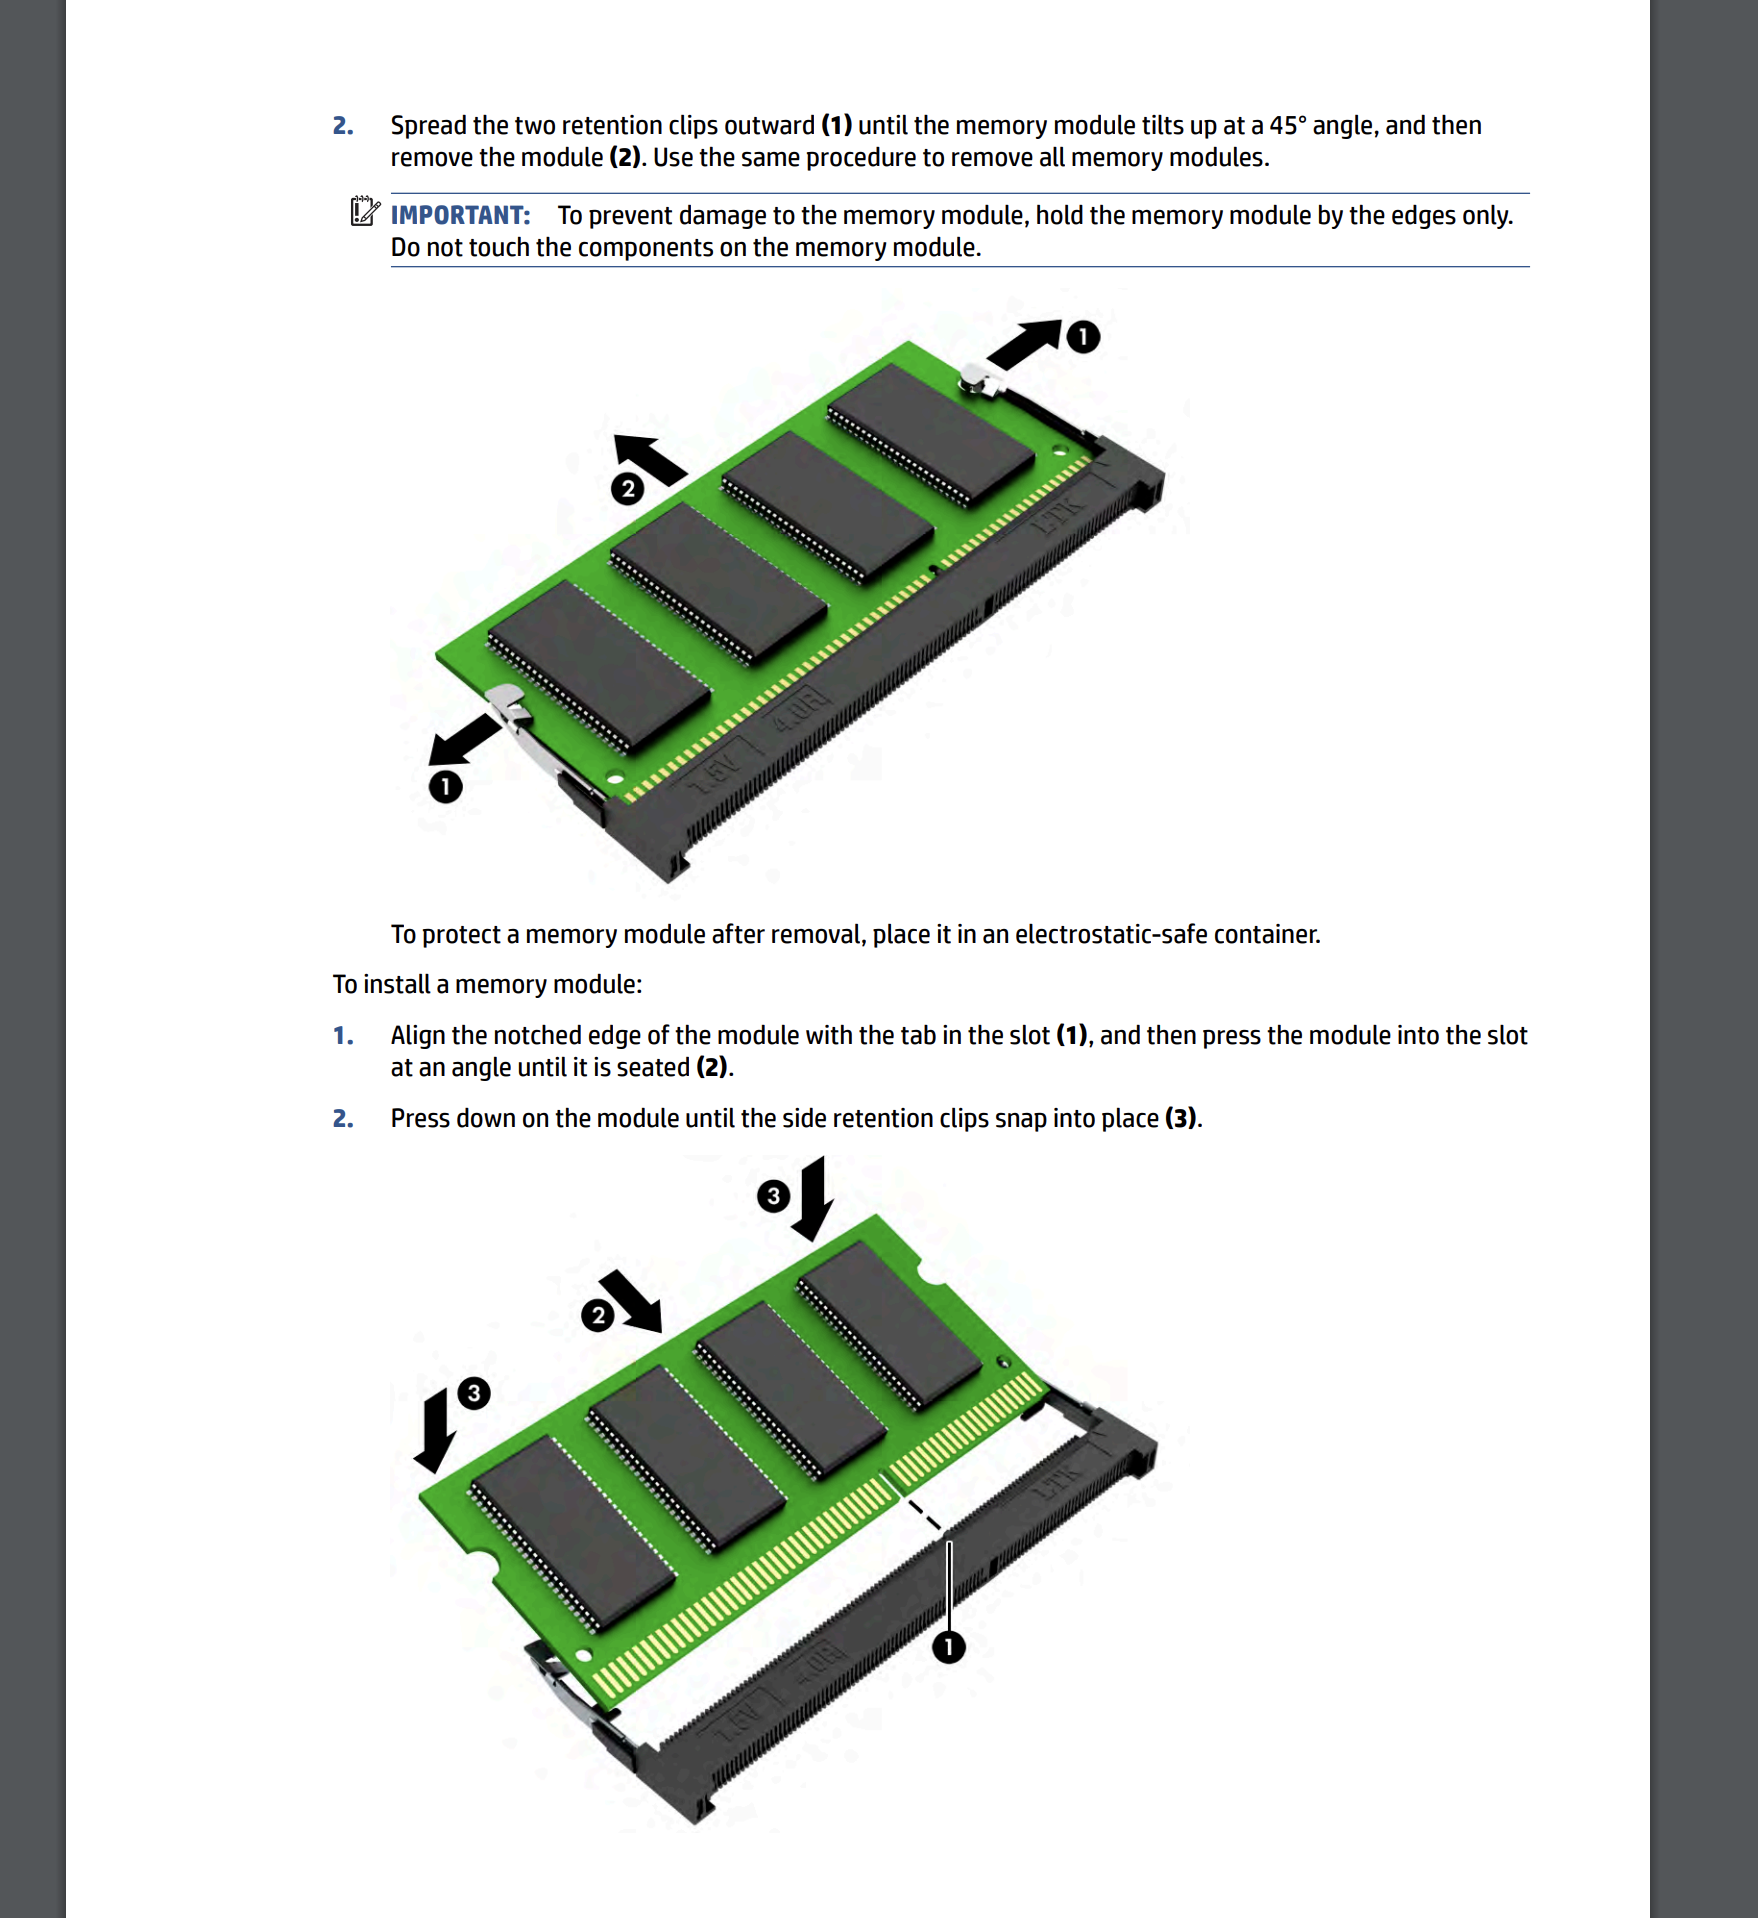 2. Spread the two retention clips outward (1) until the memory module tilts up at a 45° angle, and then
remove the module (2). Use the same procedure to remove all memory modules.
IMPORTANT: To prevent damage to the memory module, hold the memory module by the edges only.
Do not touch the components on the memory module.
1
2
LTK
4.0R
1.5V
1
To protect a memory module after removal, place it in an electrostatic-safe container.
To install a memory module:
1. Align the notched edge of the module with the tab in the slot (1), and then press the module into the slot
at an angle until it is seated (2).
2. Press down on the module until the side retention clips snap into place (3).
3
2
3
LTK
1
4.0R
1.5V